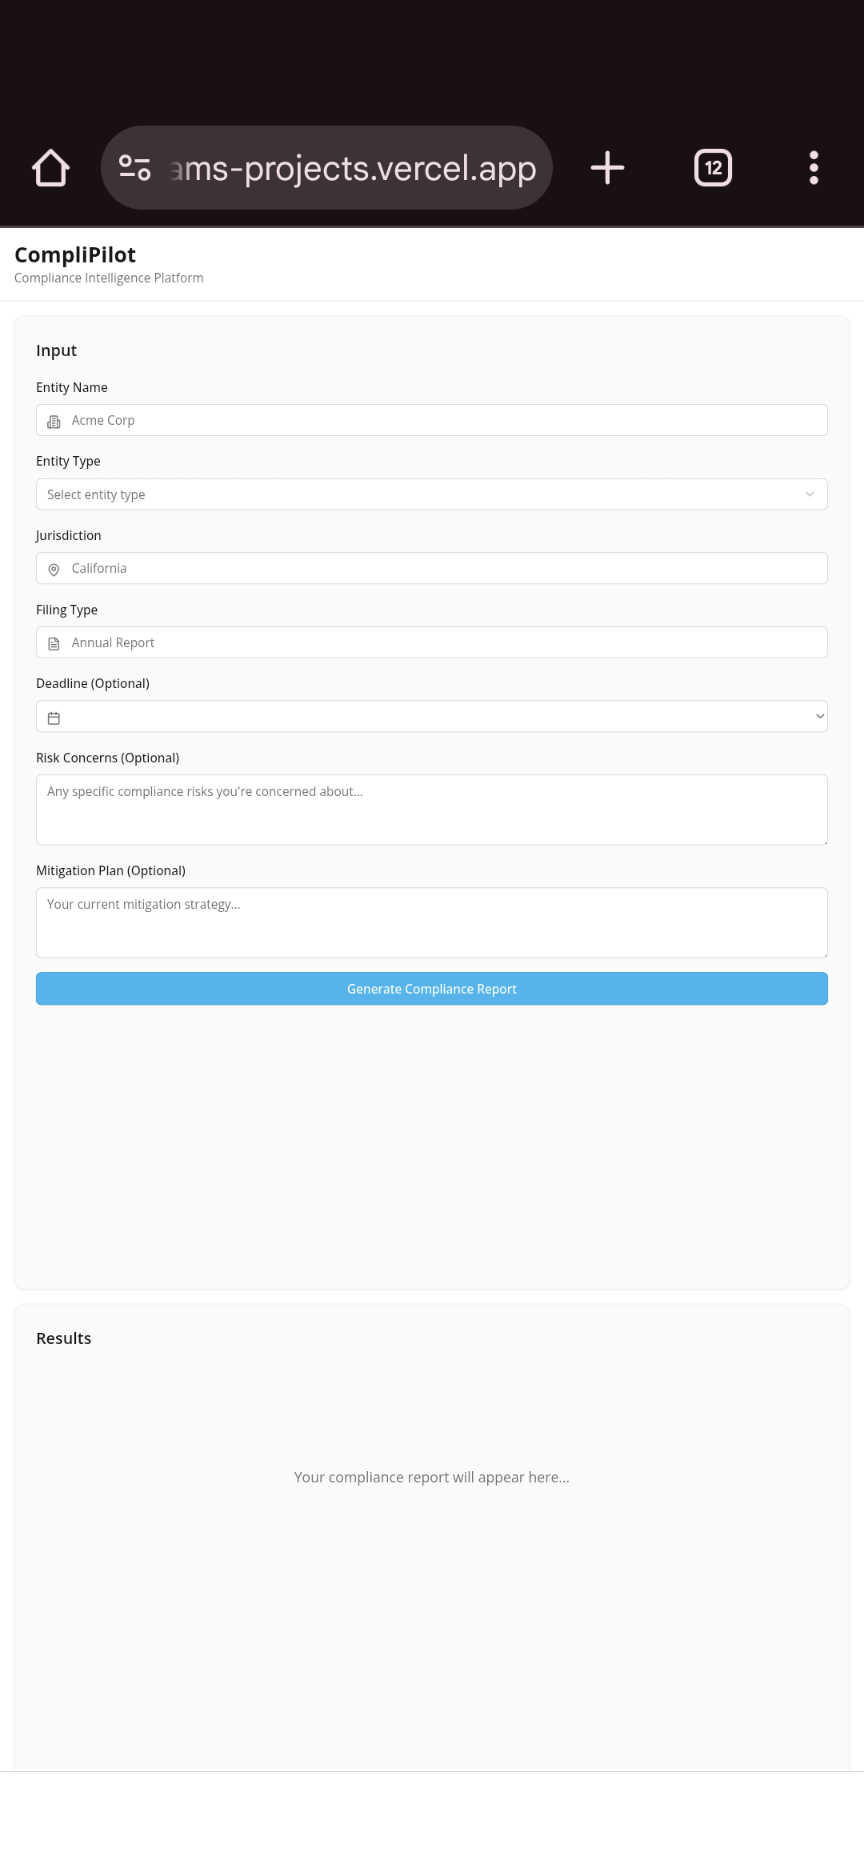 ams-projects.vercel.app
12
CompliPilot
Compliance Intelligence Platform
Input
Entity Name
Acme Corp
Entity Type
Select entity type
Jurisdiction
California
Filing Type
Annual Report
Deadline (Optional)
Risk Concerns (Optional)
Any specific compliance risks you're concerned about...
Mitigation Plan (Optional)
Your current mitigation strategy...
Generate Compliance Report
Results
Your compliance report will appear here...